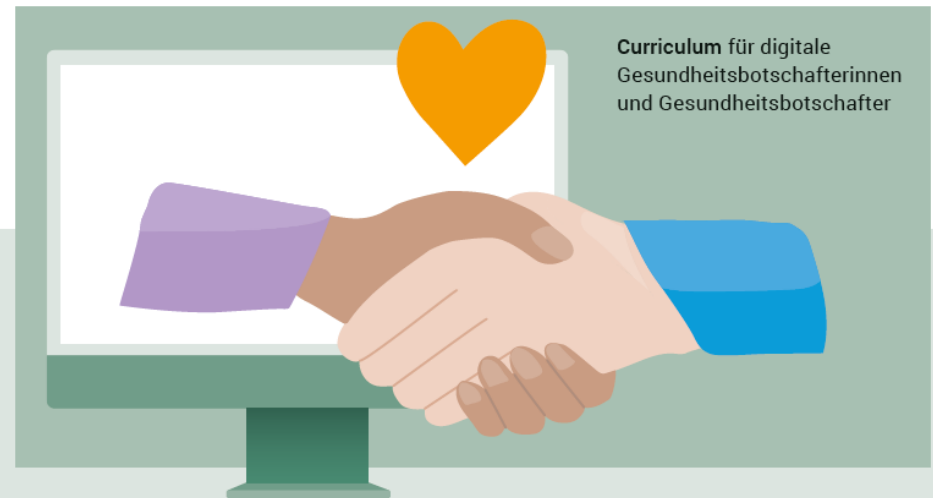 Curriculum für digitale
Gesundheitsbotschafterinnen
und Gesundheitsbotschafter